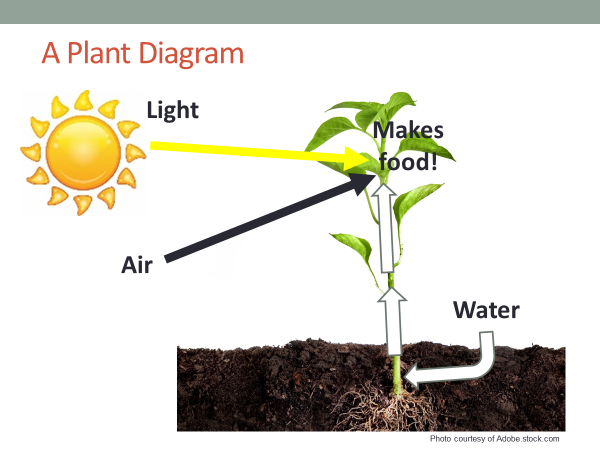 A Plant Diagram
Light
Makes
food!
Air
Water
Photo courtesy of Adobe.stock.com